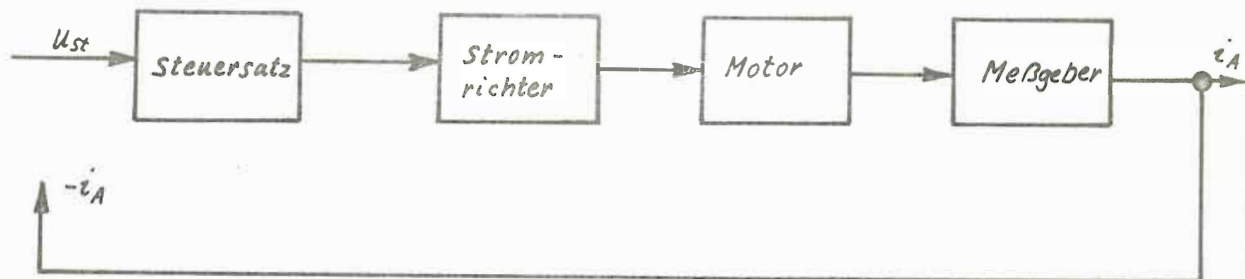 U_st
Steuersatz
Strom-
richter
Motor
Meßgeber
i_A
-i_A